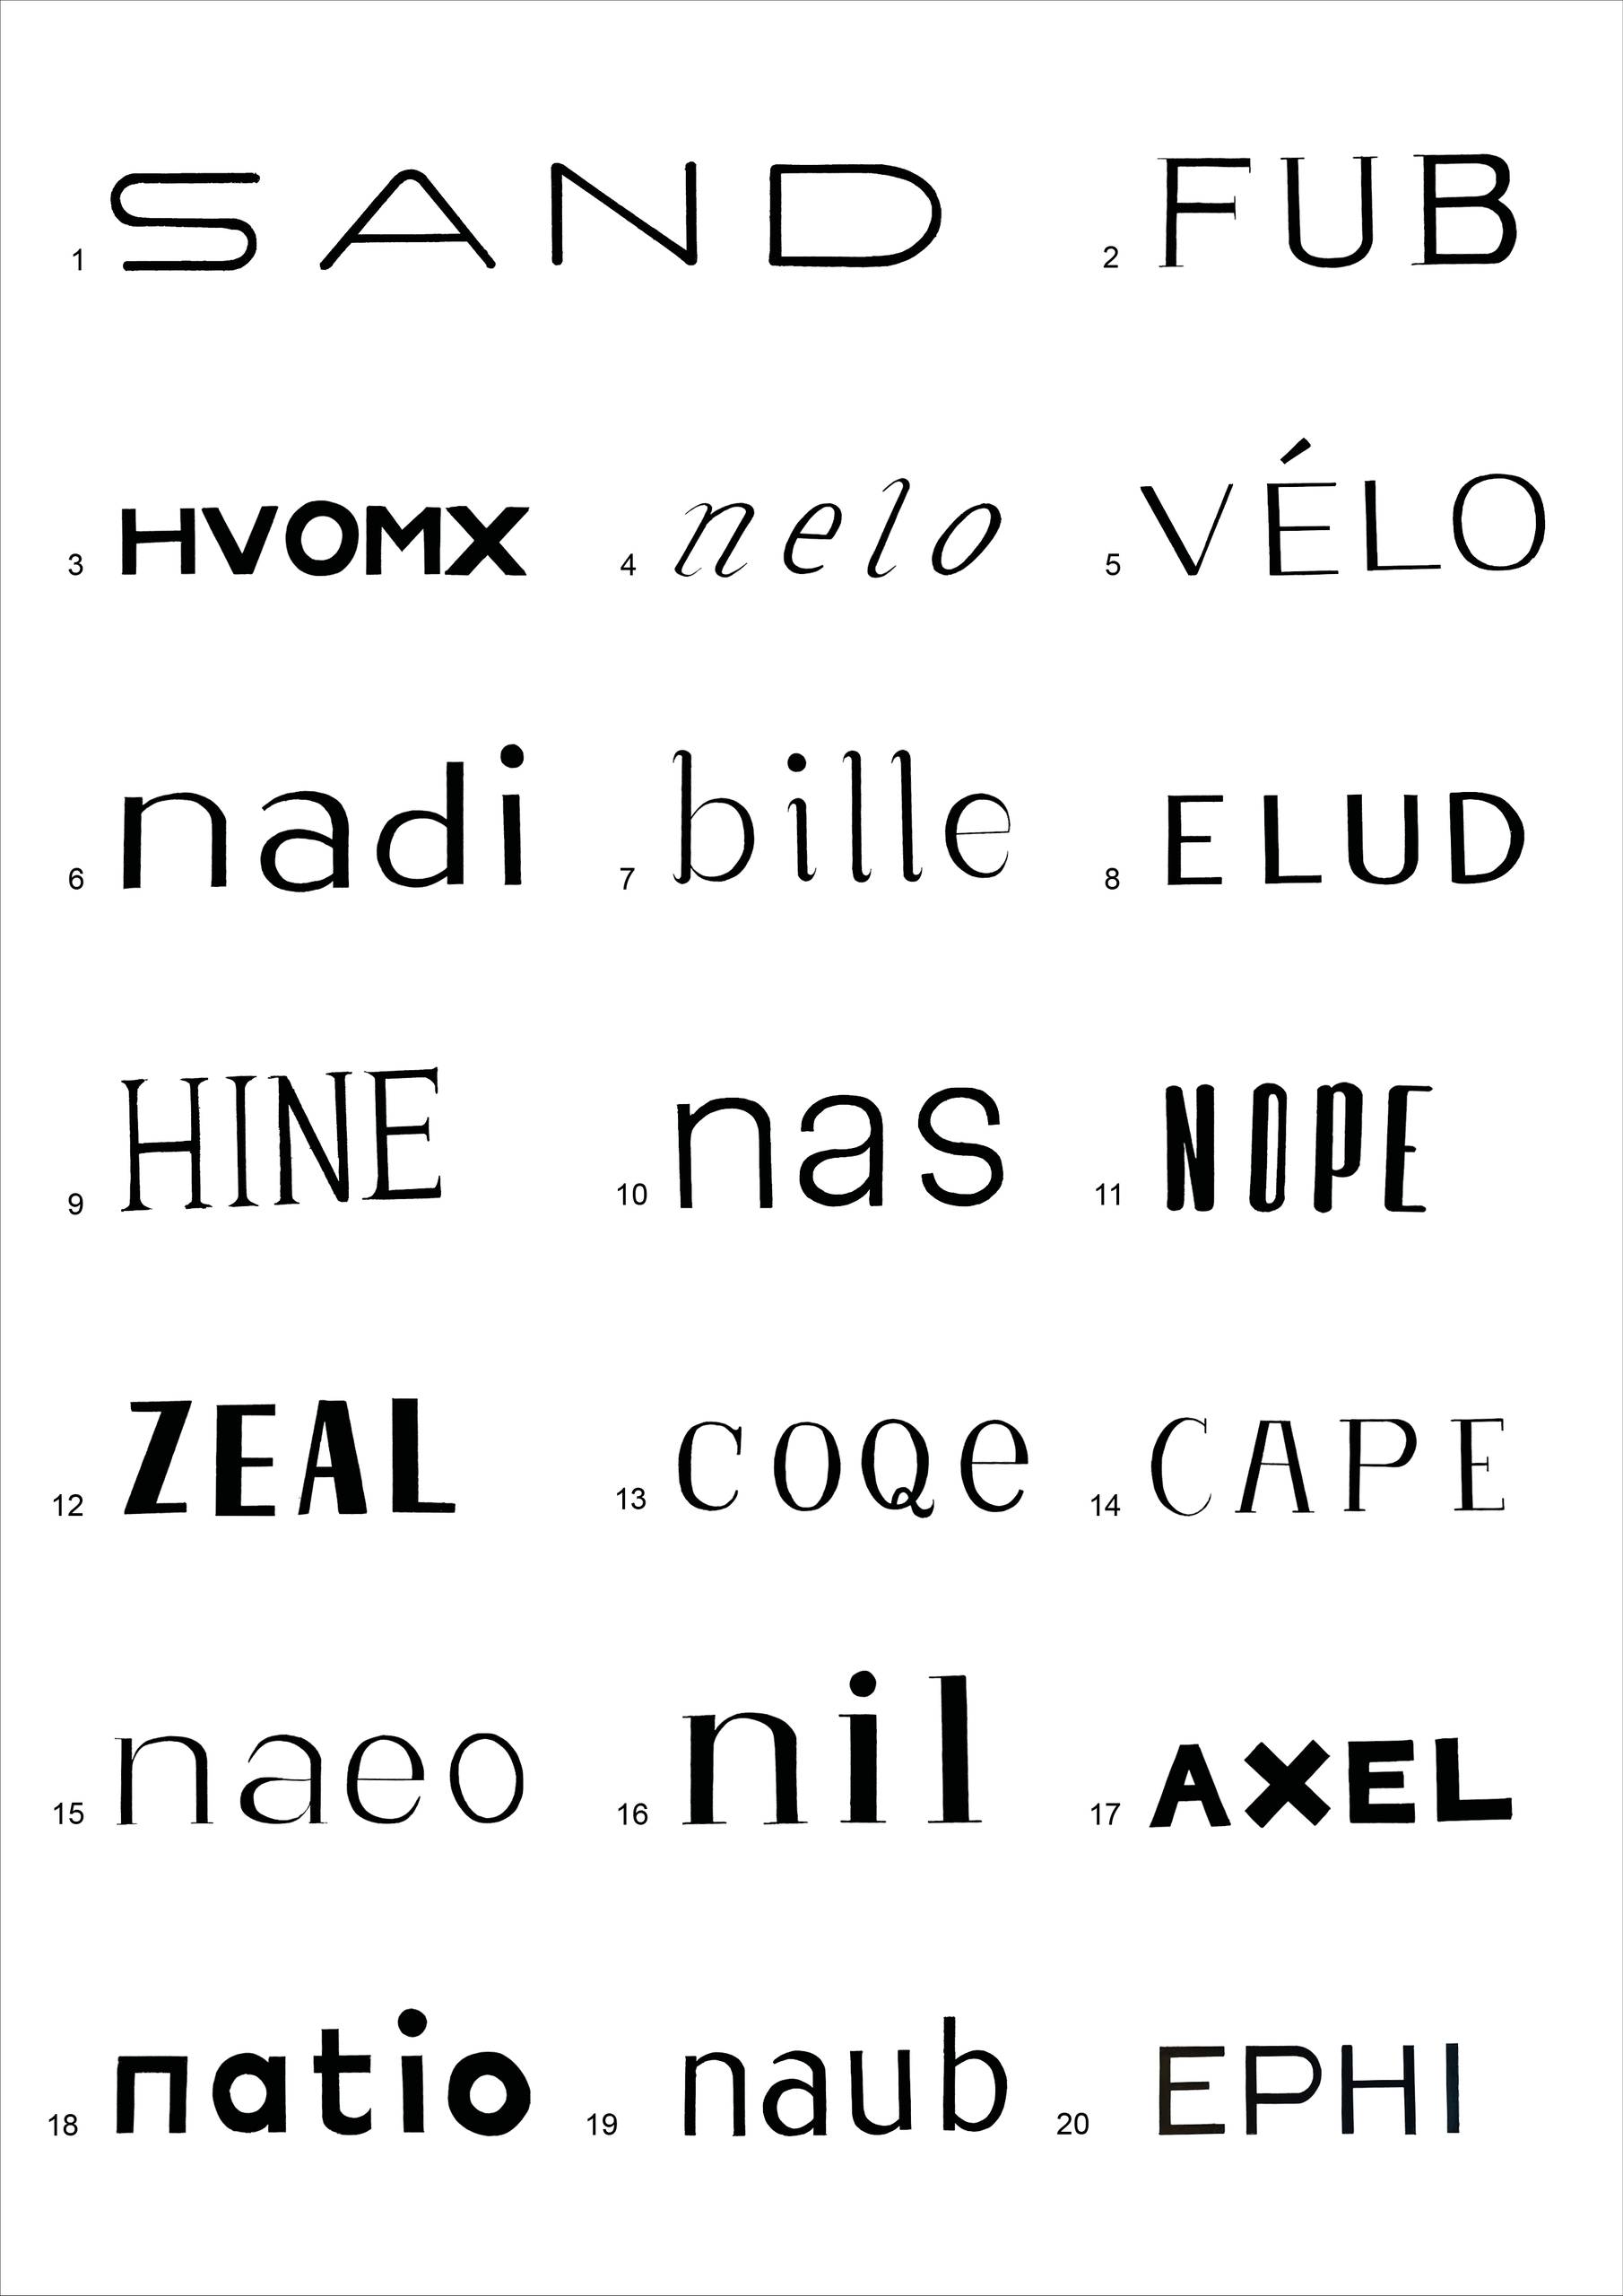 1 SAND 2 FUB
3 HVOMX 4 nelo 5 VÉLO
6 nadi 7 bille 8 ELUD
9 HINE 10 nas 11 NOPE
12 ZEAL 13 coQe 14 CAPE
15 naeo 16 nil 17 AXEL
18 natio 19 naub 20 EPHI